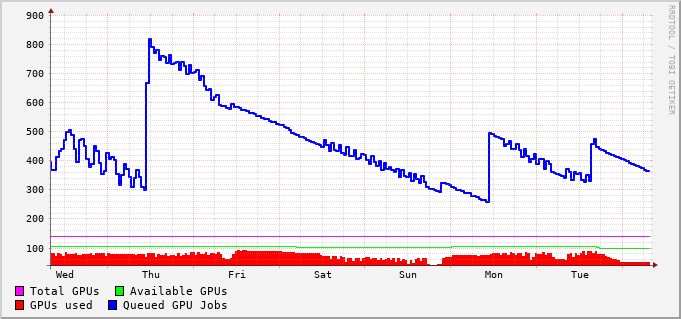 900
800
700
600
500
400
300
200
100
Wed Thu Fri Sat Sun Mon Tue
Total GPUs Available GPUs
GPUs used Queued GPU Jobs
RRDTOOL / TOBI OETIKER